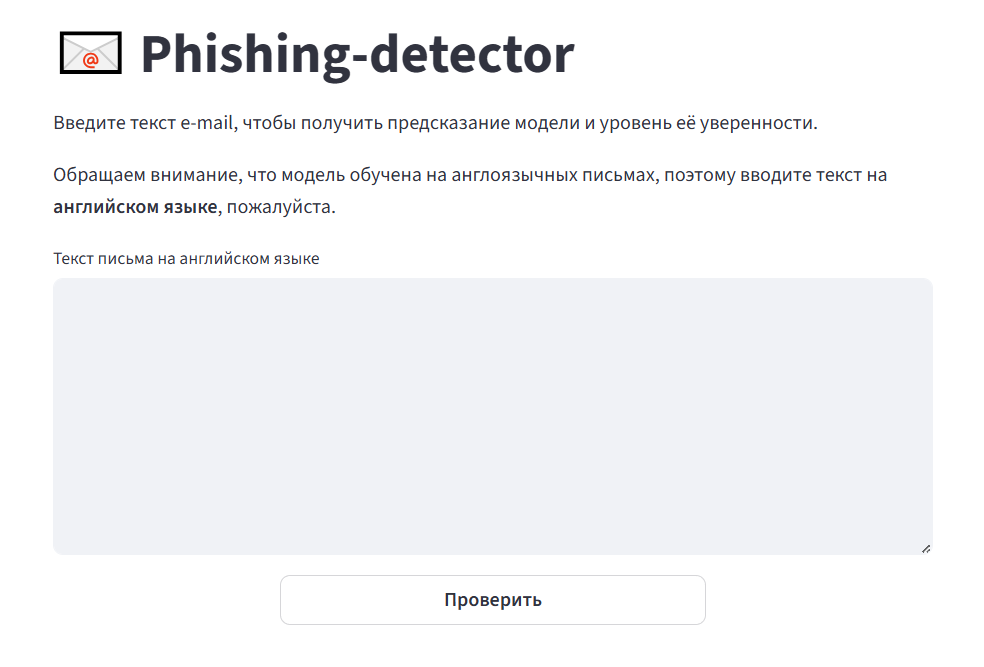 Phishing-detector
Введите текст e-mail, чтобы получить предсказание модели и уровень её уверенности.
Обращаем внимание, что модель обучена на англоязычных письмах, поэтому вводите текст на
английском языке, пожалуйста.
Текст письма на английском языке
Проверить